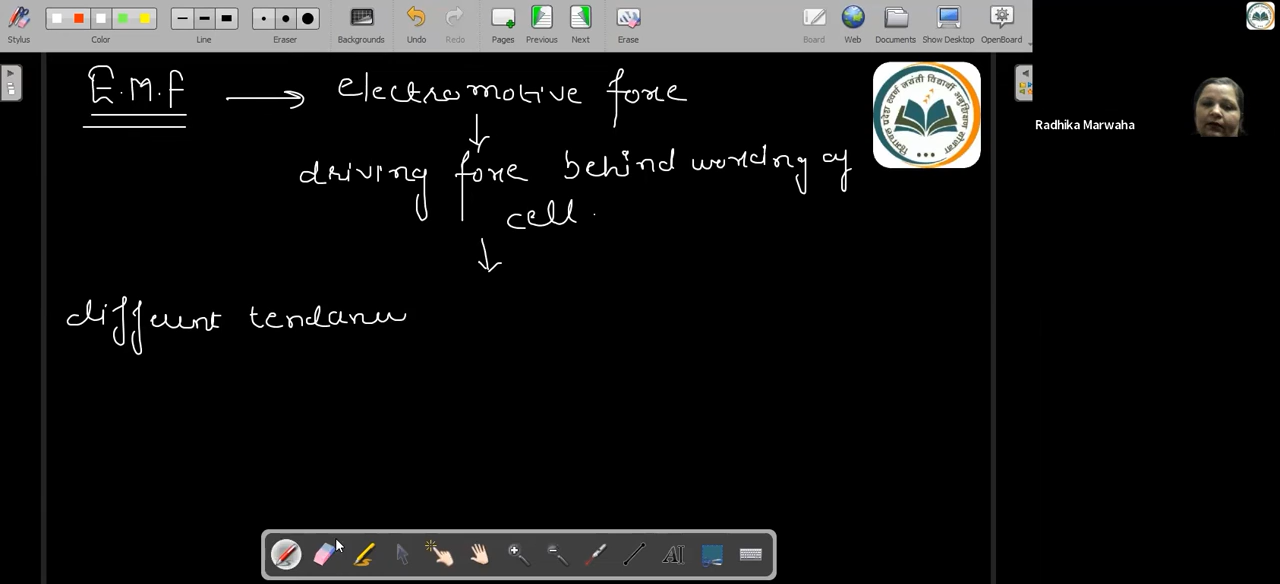 Stylus Color Line Eraser Backgrounds Undo Redo Pages Previous Next Erase Board Web Documents Show Desktop OpenBoard
E.M.F → electromotive force
Radhika Marwaha
↓
driving force behind working of
cell.
↓
different